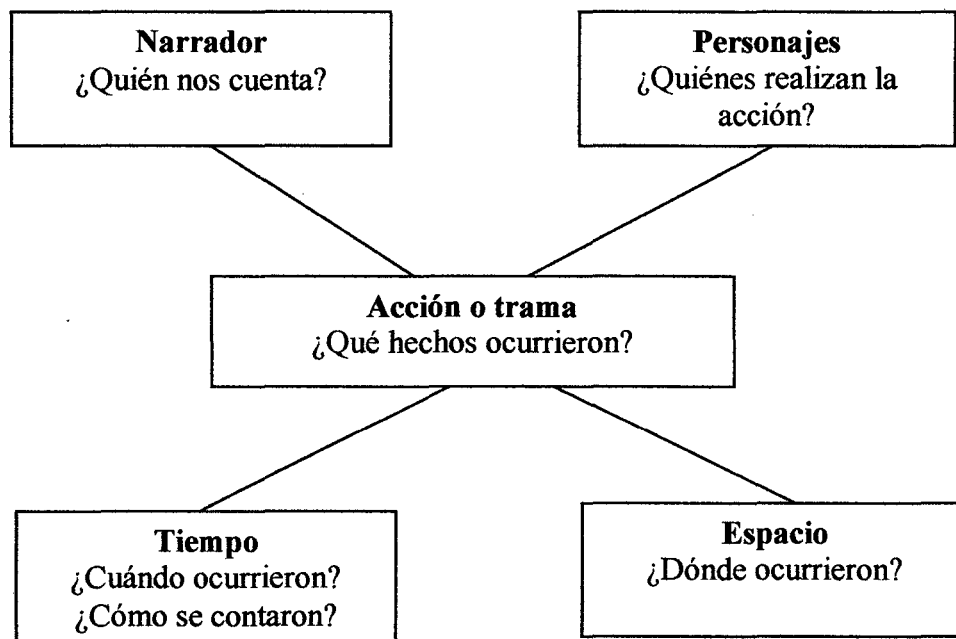 Narrador
¿Quién nos cuenta?
Personajes
¿Quiénes realizan la
acción?
Acción o trama
¿Qué hechos ocurrieron?
Tiempo
¿Cuándo ocurrieron?
¿Cómo se contaron?
Espacio
¿Dónde ocurrieron?